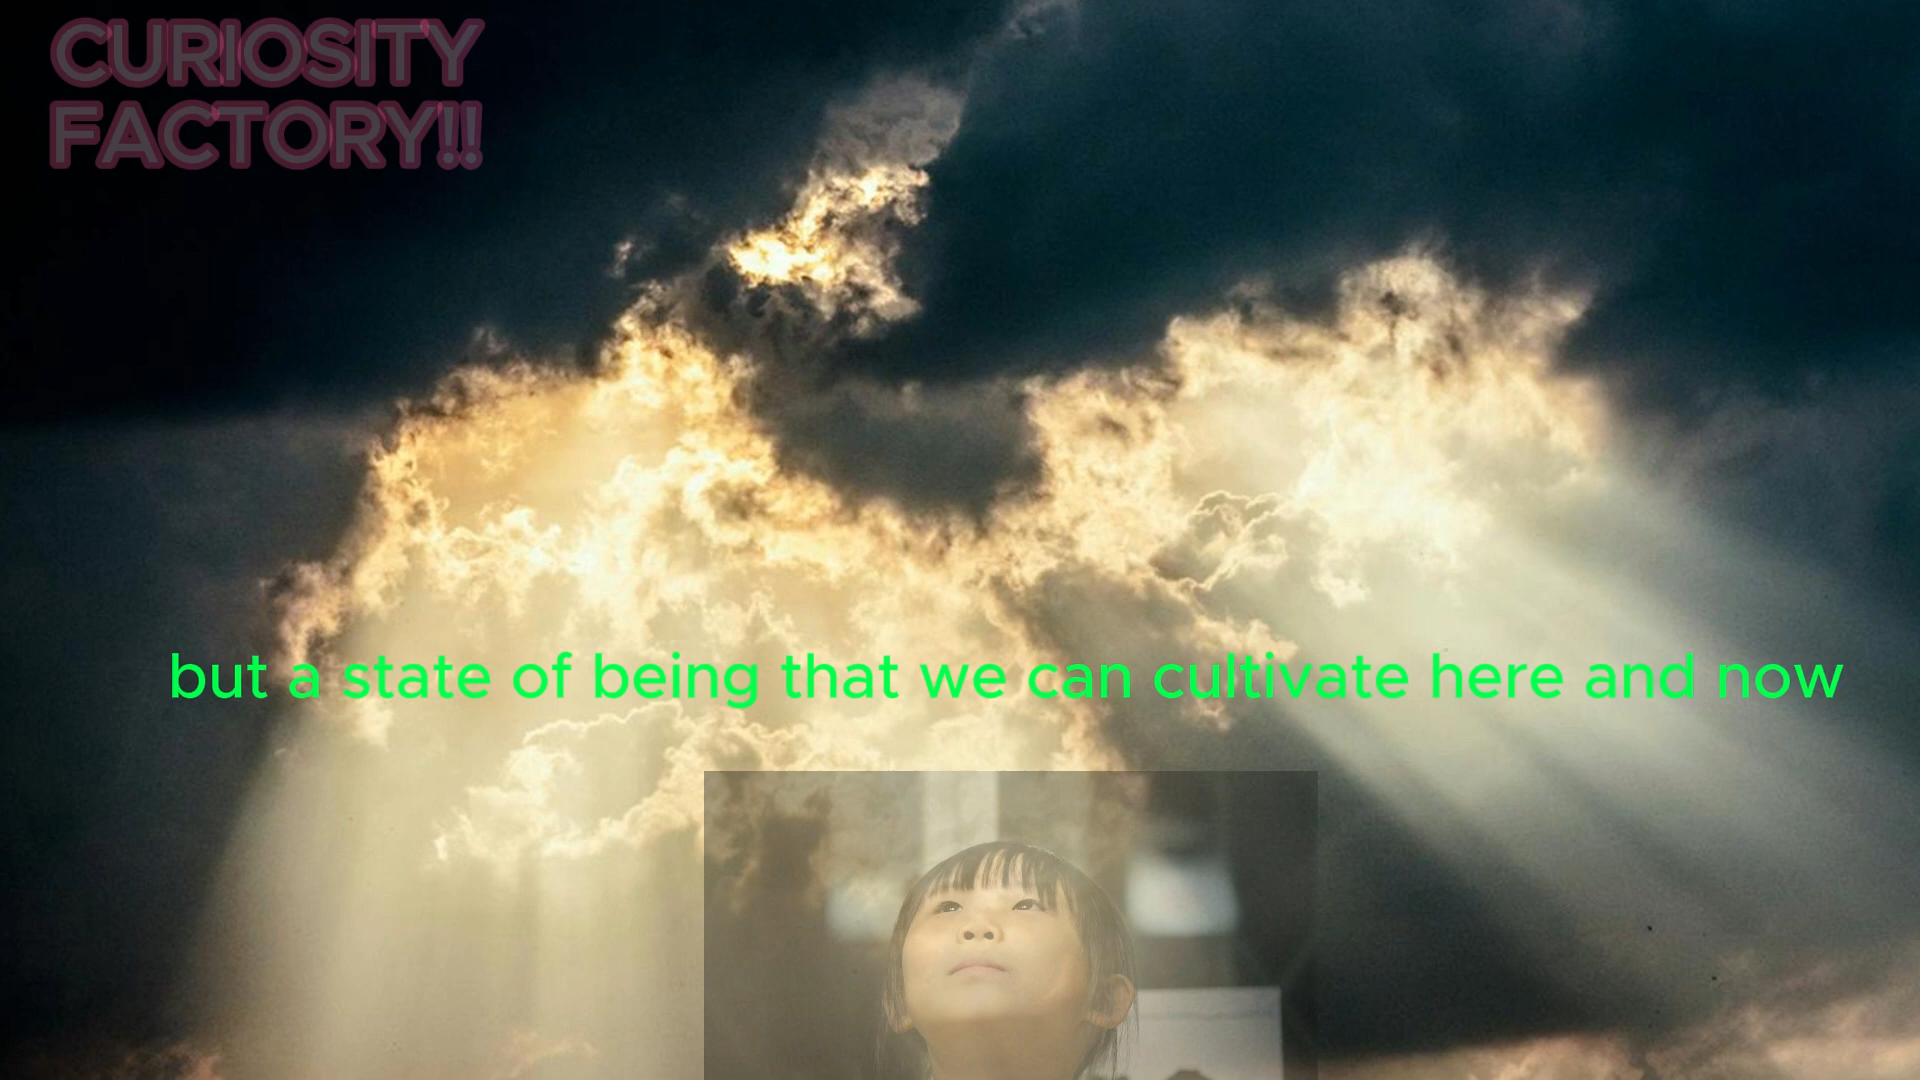 CURIOSITY
FACTORY!!
but a state of being that we can cultivate here and now